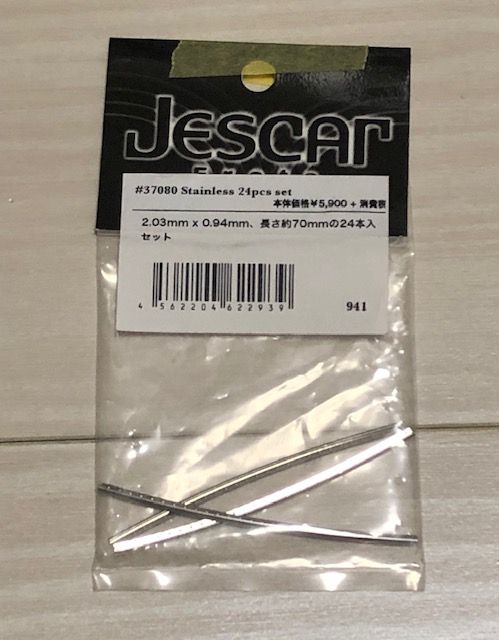 JESCAR
#37080 Stainless 24pcs set
本体価格¥5,900 + 消費税
2.03mm x 0.94mm、長さ約70mmの24本入
セット
4 562204 622939
941